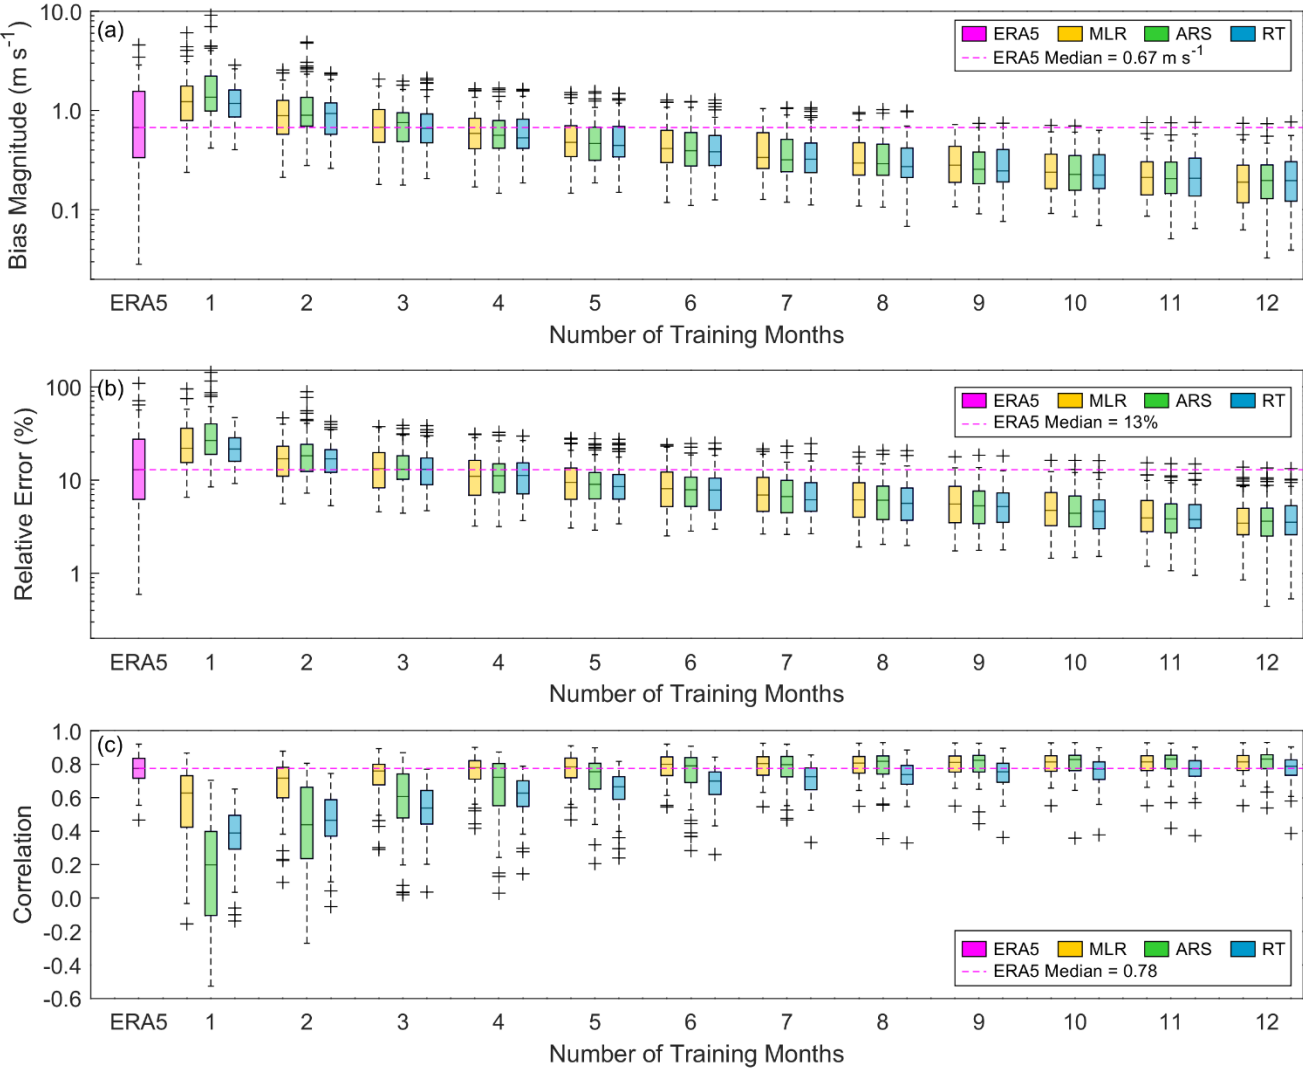 (a)
10.0
1.0
0.1
Bias Magnitude (m s⁻¹)
ERA5 MLR ARS RT
ERA5 Median = 0.67 m s⁻¹
ERA5 1 2 3 4 5 6 7 8 9 10 11 12
Number of Training Months
(b)
100
10
1
Relative Error (%)
ERA5 MLR ARS RT
ERA5 Median = 13%
ERA5 1 2 3 4 5 6 7 8 9 10 11 12
Number of Training Months
(c)
1.0
0.8
0.6
0.4
0.2
0.0
-0.2
-0.4
-0.6
Correlation
ERA5 MLR ARS RT
ERA5 Median = 0.78
ERA5 1 2 3 4 5 6 7 8 9 10 11 12
Number of Training Months